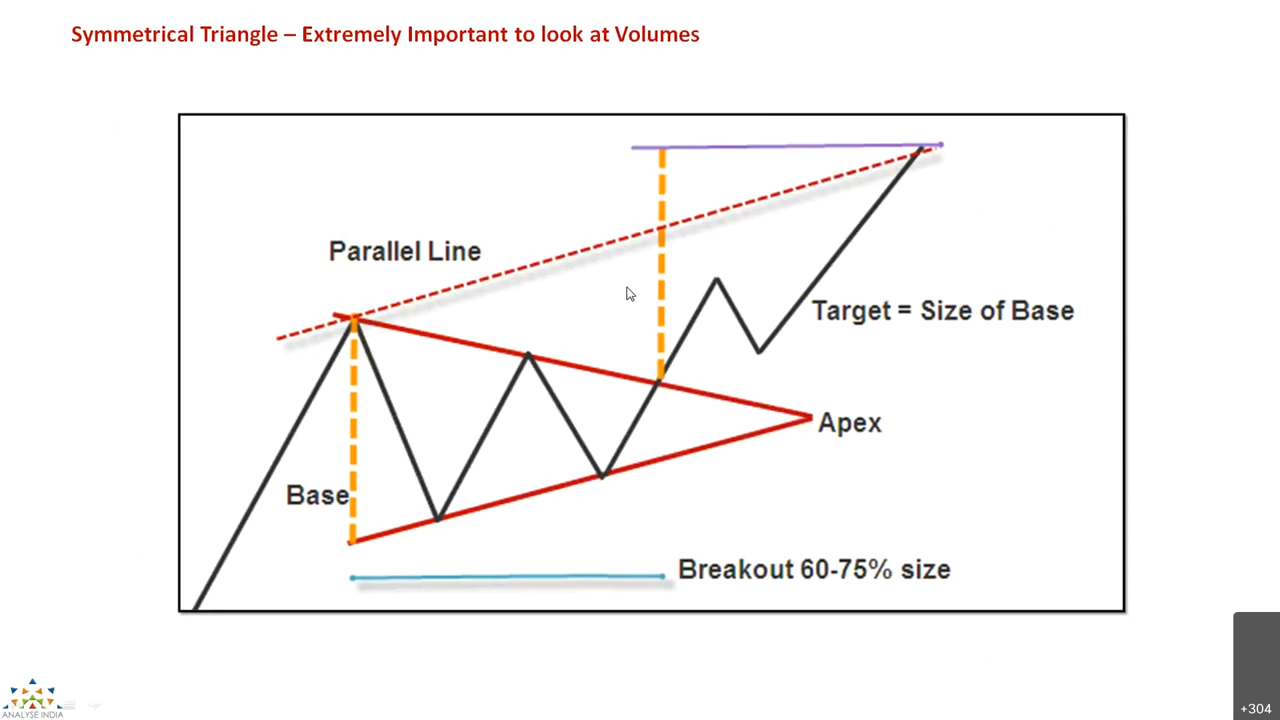 Symmetrical Triangle – Extremely Important to look at Volumes
Parallel Line
Target = Size of Base
Apex
Base
Breakout 60-75% size
ANALYSE INDIA
+304